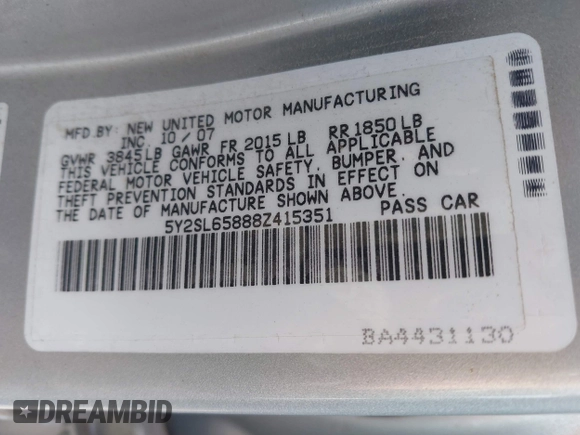 MFD.BY: NEW UNITED MOTOR MANUFACTURING
INC. 10 / 07
GVWR 3845LB GAWR FR 2015 LB RR 1850 LB
THIS VEHICLE CONFORMS TO ALL APPLICABLE
FEDERAL MOTOR VEHICLE SAFETY, BUMPER, AND
THEFT PREVENTION STANDARDS IN EFFECT ON
THE DATE OF MANUFACTURE SHOWN ABOVE.
5Y2SL65888Z415351 PASS CAR
BA4431130
DREAMBID